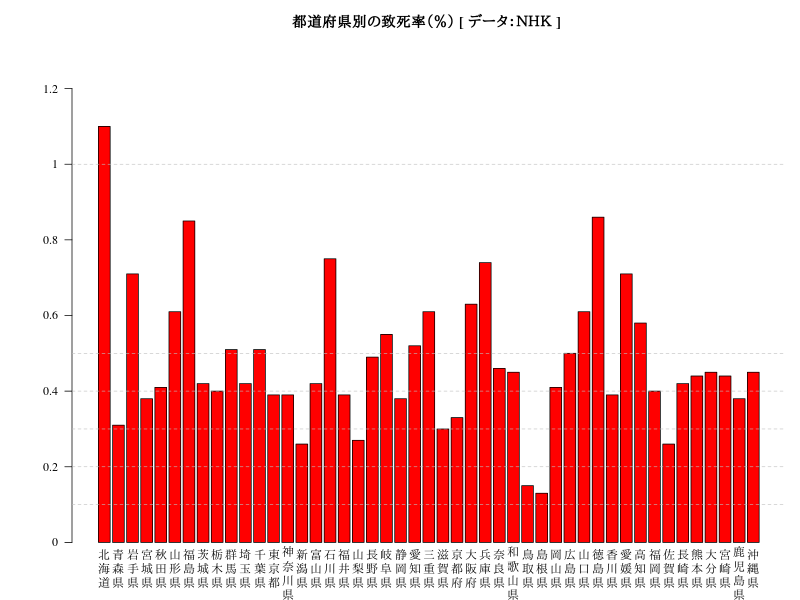 都道府県別の致死率(%) [ データ:NHK ]
1.2
1
0.8
0.6
0.4
0.2
0
北海道
青森県
岩手県
宮城県
秋田県
山形県
福島県
茨城県
栃木県
群馬県
埼玉県
千葉県
東京都
神奈川県
新潟県
富山県
石川県
福井県
山梨県
長野県
岐阜県
静岡県
愛知県
三重県
滋賀県
京都府
大阪府
兵庫県
奈良県
和歌山県
鳥取県
島根県
岡山県
広島県
山口県
徳島県
香川県
愛媛県
高知県
福岡県
佐賀県
長崎県
熊本県
大分県
宮崎県
鹿児島県
沖縄県